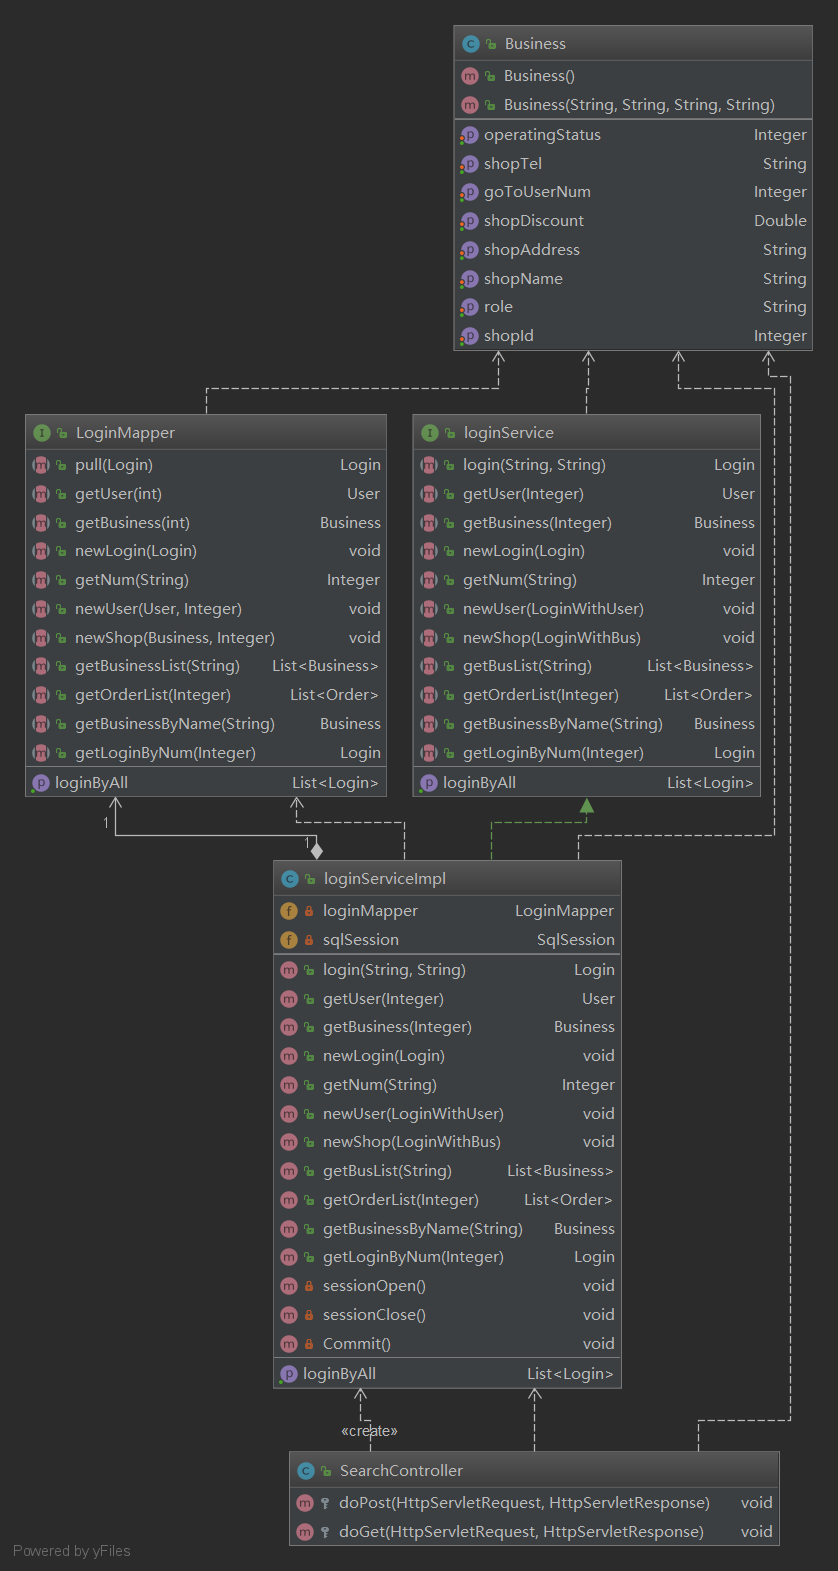 Business
Business()
Business(String, String, String, String)
operatingStatus Integer
shopTel String
goToUserNum Integer
shopDiscount Double
shopAddress String
shopName String
role String
shopId Integer
LoginMapper
pull(Login) Login
getUser(int) User
getBusiness(int) Business
newLogin(Login) void
getNum(String) Integer
newUser(User, Integer) void
newShop(Business, Integer) void
getBusinessList(String) List<Business>
getOrderList(Integer) List<Order>
getBusinessByName(String) Business
getLoginByNum(Integer) Login
loginByAll List<Login>
loginService
login(String, String) Login
getUser(Integer) User
getBusiness(Integer) Business
newLogin(Login) void
getNum(String) Integer
newUser(LoginWithUser) void
newShop(LoginWithBus) void
getBusList(String) List<Business>
getOrderList(Integer) List<Order>
getBusinessByName(String) Business
getLoginByNum(Integer) Login
loginByAll List<Login>
1
1
loginServiceImpl
loginMapper LoginMapper
sqlSession SqlSession
login(String, String) Login
getUser(Integer) User
getBusiness(Integer) Business
newLogin(Login) void
getNum(String) Integer
newUser(LoginWithUser) void
newShop(LoginWithBus) void
getBusList(String) List<Business>
getOrderList(Integer) List<Order>
getBusinessByName(String) Business
getLoginByNum(Integer) Login
sessionOpen() void
sessionClose() void
Commit() void
loginByAll List<Login>
«create»
SearchController
doPost(HttpServletRequest, HttpServletResponse) void
doGet(HttpServletRequest, HttpServletResponse) void
Powered by yFiles